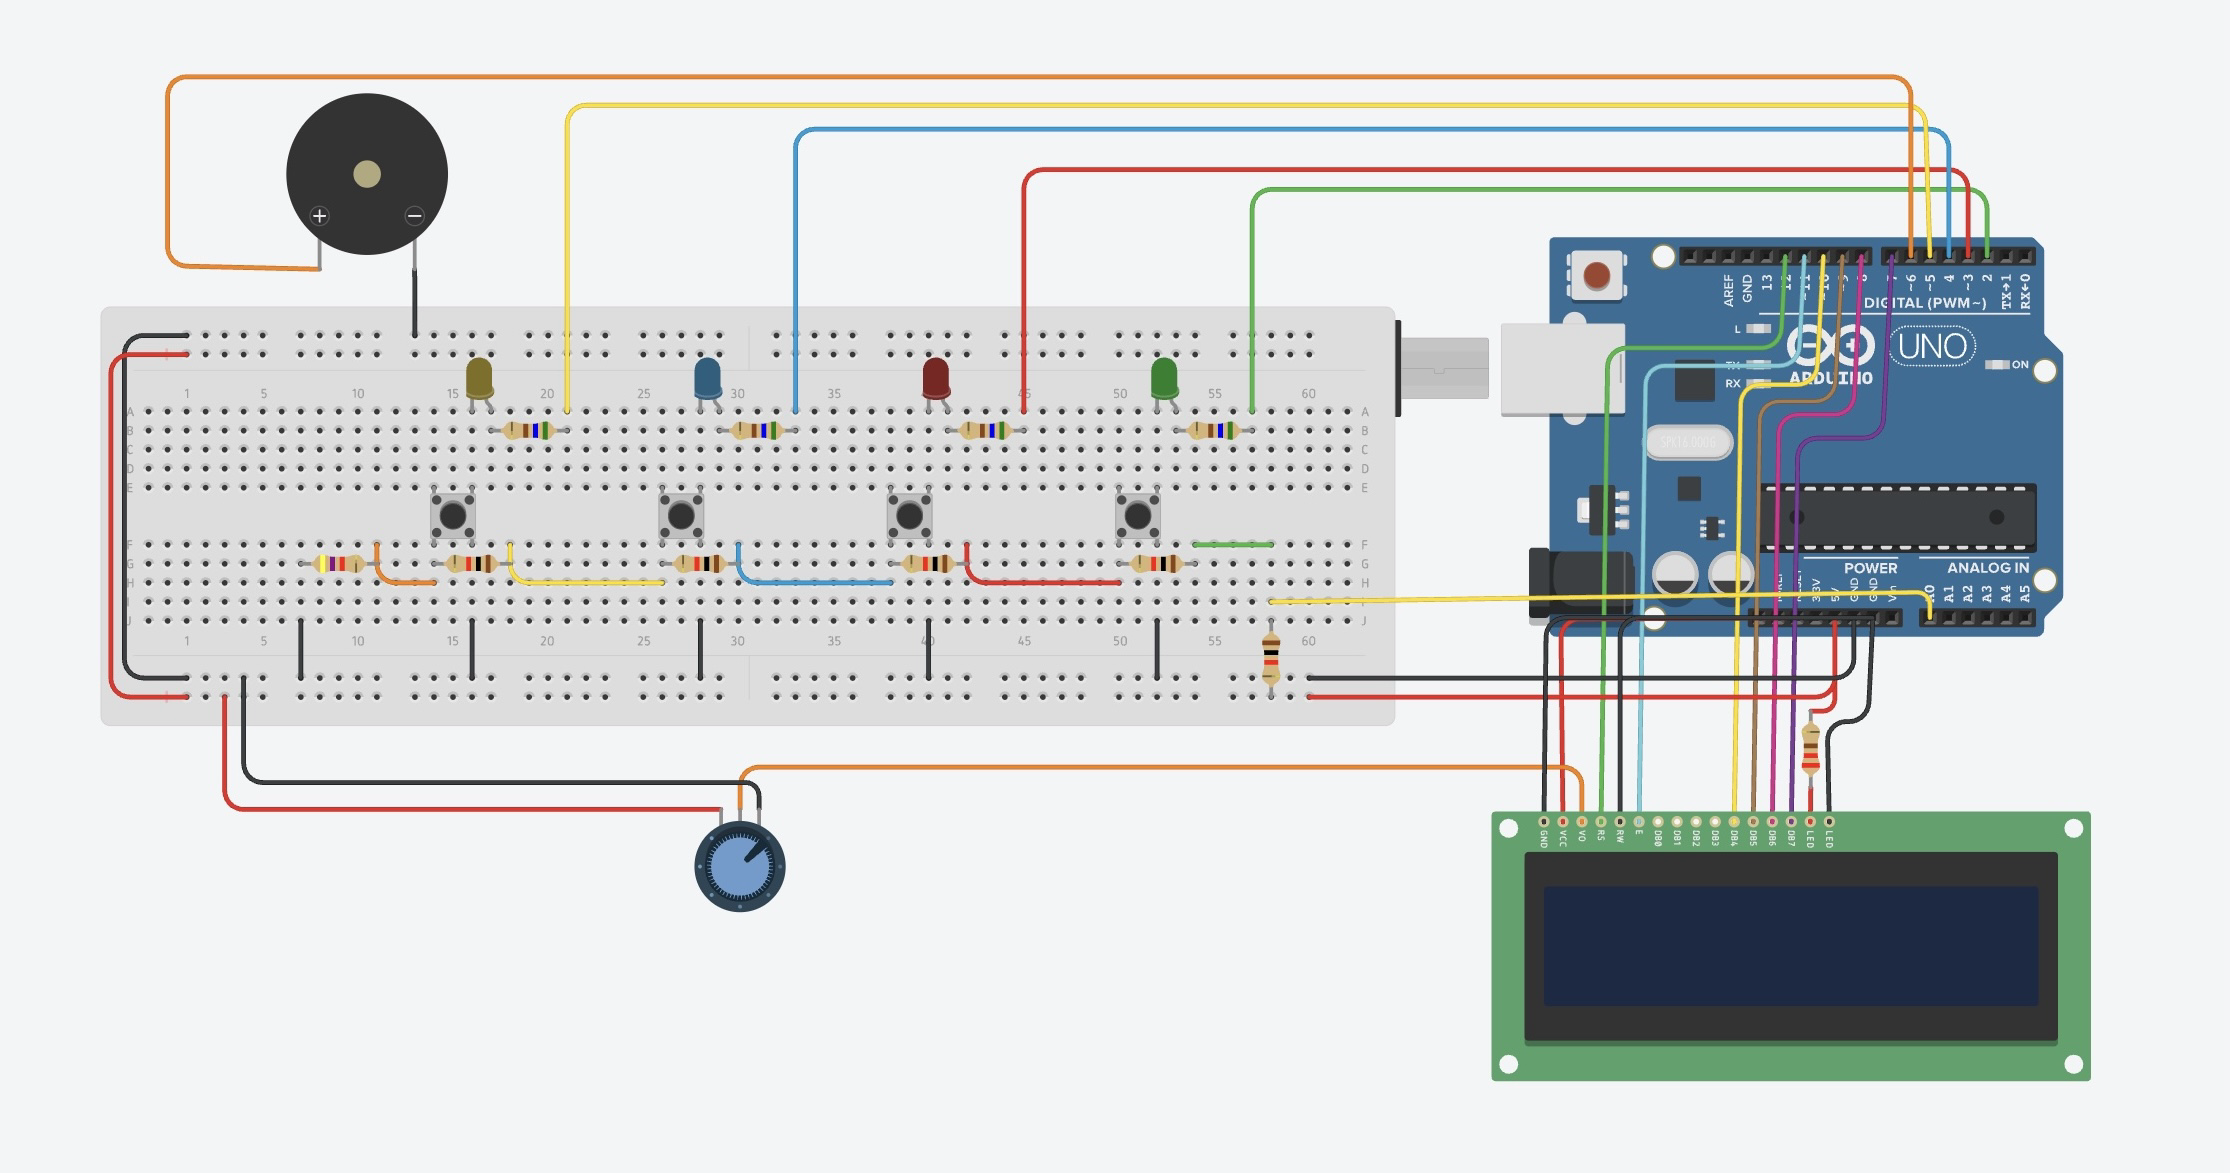 + −
1 5 10 15 20 25 30 35 40 45 50 55 60
A A
B B
C C
D D
E E
F F
G G
H H
I I
J J
1 5 10 15 20 25 30 35 40 45 50 55 60
AREF
GND
13
12
~11
~10
~9
8
7
~6
~5
4
~3
2
TX→1
RX←0
DIGITAL (PWM~)
L
TX
RX
ARDUINO
UNO
ON
SPK16.000G
POWER
ANALOG IN
RESET
3.3V
5V
GND
GND
Vin
A0
A1
A2
A3
A4
A5
GND
VCC
VO
RS
RW
E
DB0
DB1
DB2
DB3
DB4
DB5
DB6
DB7
LED
LED